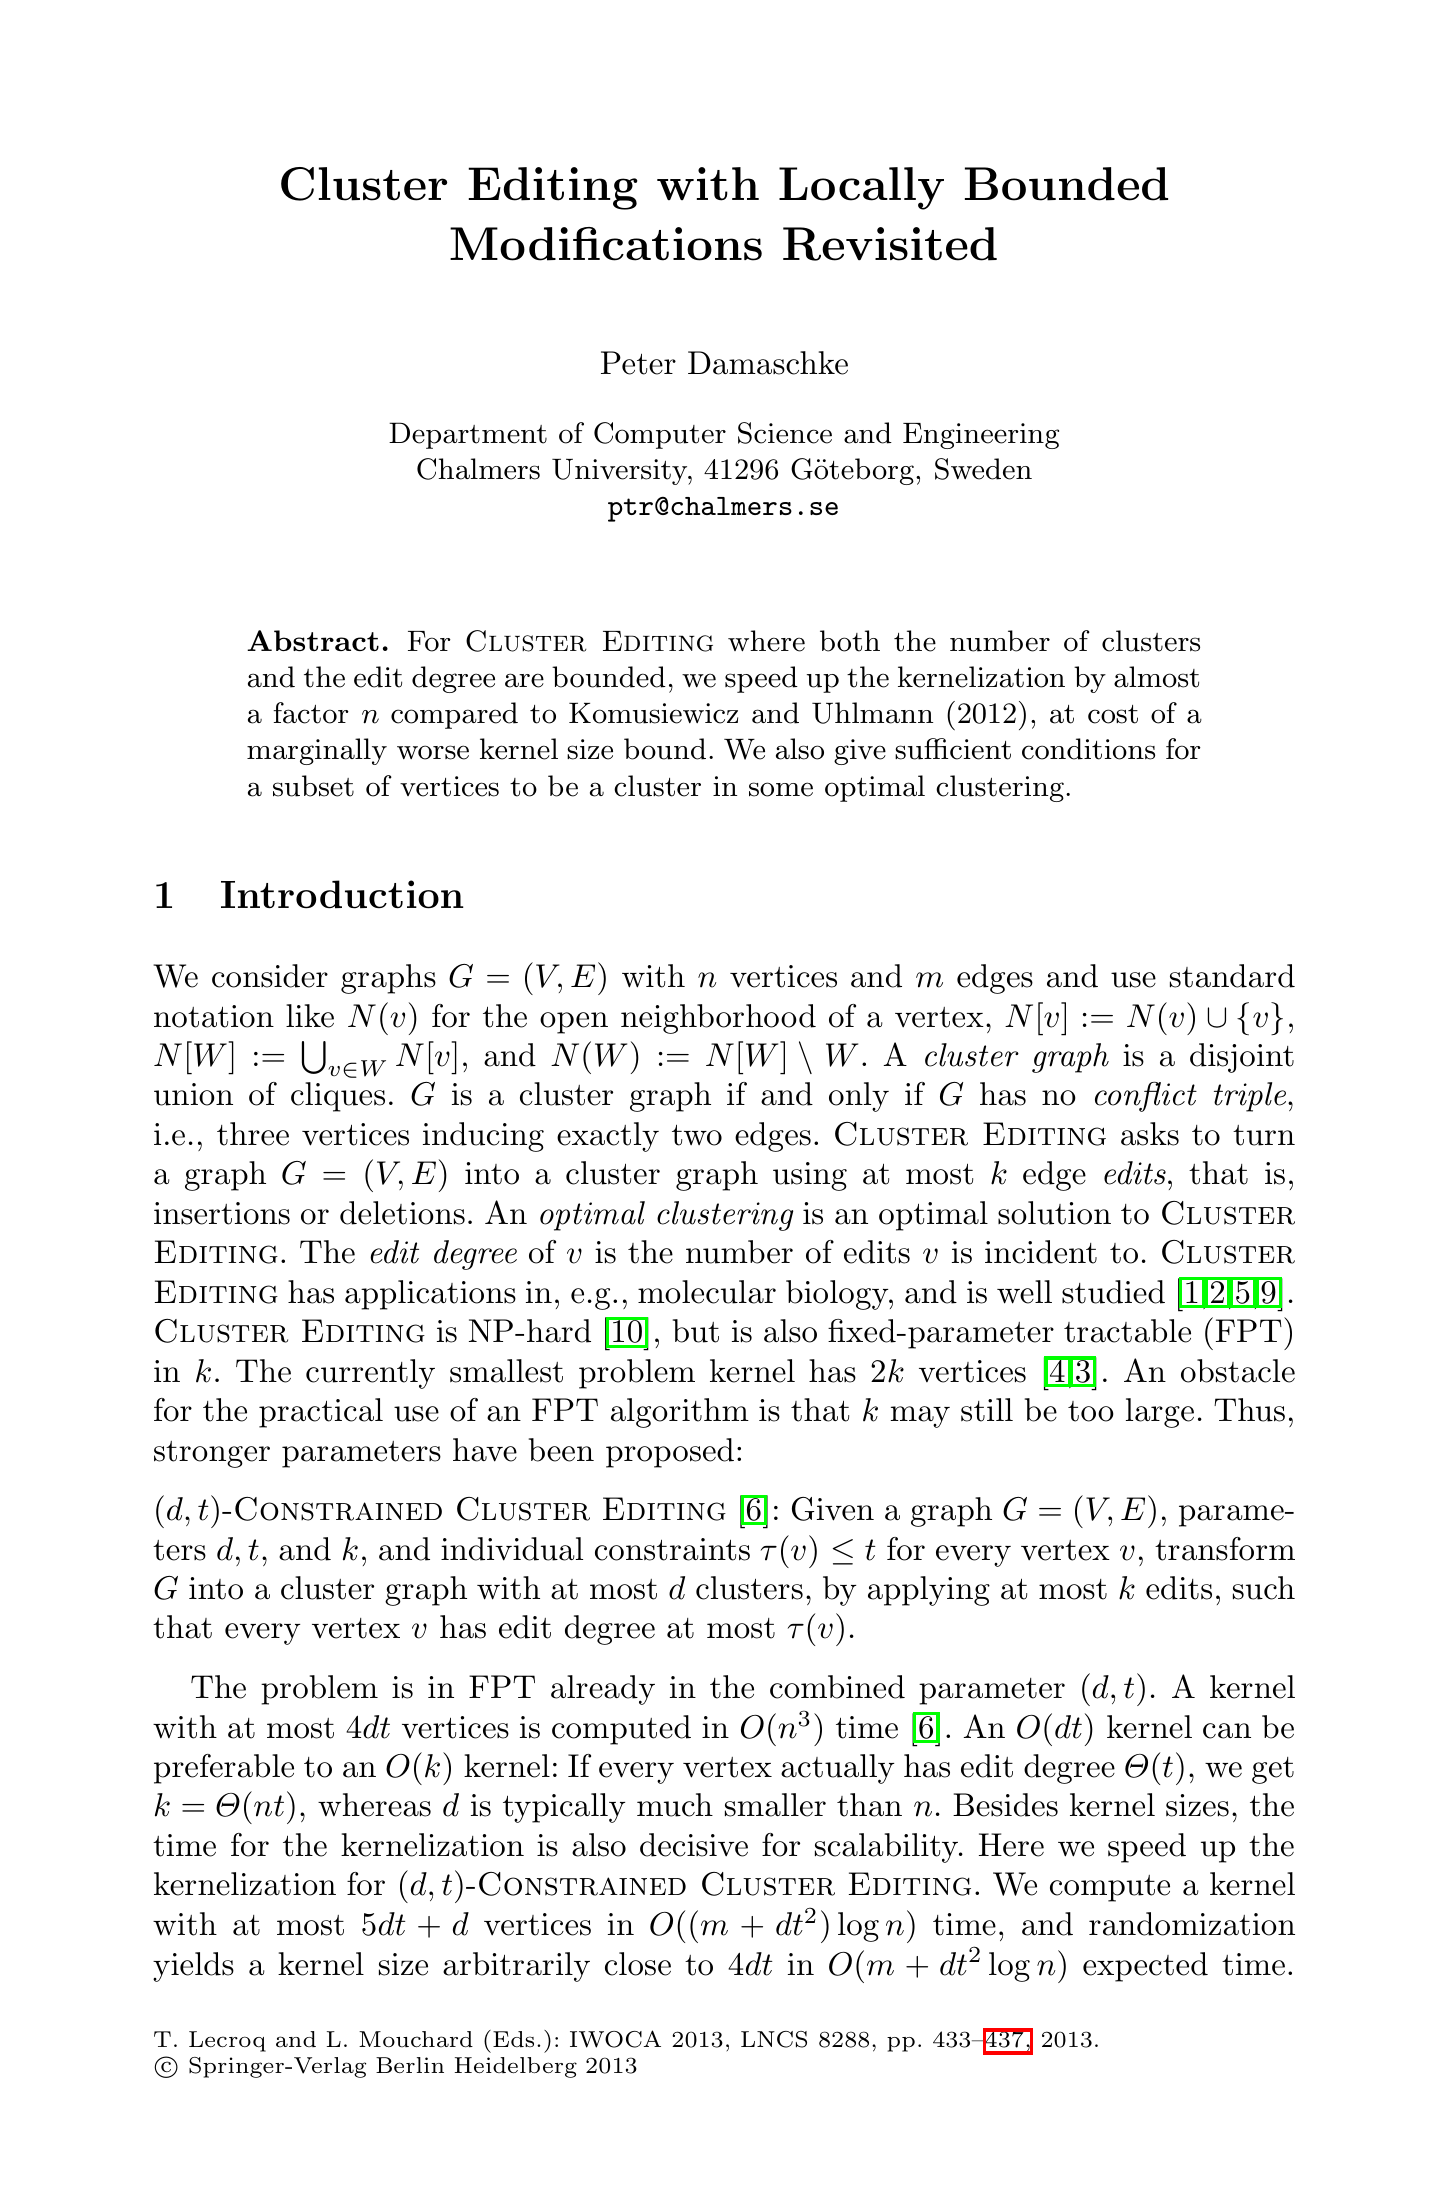 Cluster Editing with Locally Bounded
Modifications Revisited
Peter Damaschke
Department of Computer Science and Engineering
Chalmers University, 41296 Göteborg, Sweden
ptr@chalmers.se
Abstract. For Cluster Editing where both the number of clusters
and the edit degree are bounded, we speed up the kernelization by almost
a factor n compared to Komusiewicz and Uhlmann (2012), at cost of a
marginally worse kernel size bound. We also give sufficient conditions for
a subset of vertices to be a cluster in some optimal clustering.
1 Introduction
We consider graphs G = (V, E) with n vertices and m edges and use standard
notation like N(v) for the open neighborhood of a vertex, N[v] := N(v) ∪ {v},
N[W] := ⋃_{v∈W} N[v], and N(W) := N[W] \ W. A cluster graph is a disjoint
union of cliques. G is a cluster graph if and only if G has no conflict triple,
i.e., three vertices inducing exactly two edges. Cluster Editing asks to turn
a graph G = (V, E) into a cluster graph using at most k edge edits, that is,
insertions or deletions. An optimal clustering is an optimal solution to Cluster
Editing. The edit degree of v is the number of edits v is incident to. Cluster
Editing has applications in, e.g., molecular biology, and is well studied [1,2,5,9].
Cluster Editing is NP-hard [10], but is also fixed-parameter tractable (FPT)
in k. The currently smallest problem kernel has 2k vertices [4,3]. An obstacle
for the practical use of an FPT algorithm is that k may still be too large. Thus,
stronger parameters have been proposed:
(d, t)-Constrained Cluster Editing [6]: Given a graph G = (V, E), parame-
ters d, t, and k, and individual constraints τ(v) ≤ t for every vertex v, transform
G into a cluster graph with at most d clusters, by applying at most k edits, such
that every vertex v has edit degree at most τ(v).
The problem is in FPT already in the combined parameter (d, t). A kernel
with at most 4dt vertices is computed in O(n³) time [6]. An O(dt) kernel can be
preferable to an O(k) kernel: If every vertex actually has edit degree Θ(t), we get
k = Θ(nt), whereas d is typically much smaller than n. Besides kernel sizes, the
time for the kernelization is also decisive for scalability. Here we speed up the
kernelization for (d, t)-Constrained Cluster Editing. We compute a kernel
with at most 5dt + d vertices in O((m + dt²) log n) time, and randomization
yields a kernel size arbitrarily close to 4dt in O(m + dt² log n) expected time.
T. Lecroq and L. Mouchard (Eds.): IWOCA 2013, LNCS 8288, pp. 433–437, 2013.
© Springer-Verlag Berlin Heidelberg 2013